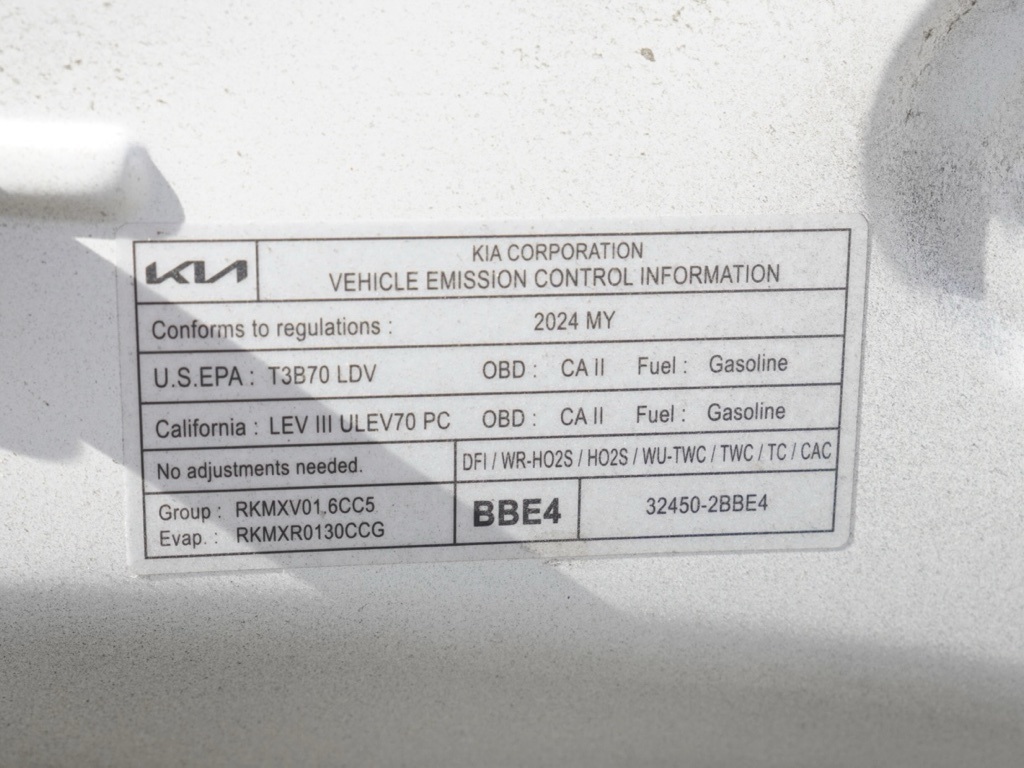 KIA
KIA CORPORATION
VEHICLE EMISSION CONTROL INFORMATION
Conforms to regulations : 2024 MY
U.S.EPA : T3B70 LDV OBD : CA II Fuel : Gasoline
California : LEV III ULEV70 PC OBD : CA II Fuel : Gasoline
No adjustments needed.
DFI / WR-HO2S / HO2S / WU-TWC / TWC / TC / CAC
Group : RKMXV01.6CC5
Evap. : RKMXR0130CCG
BBE4
32450-2BBE4